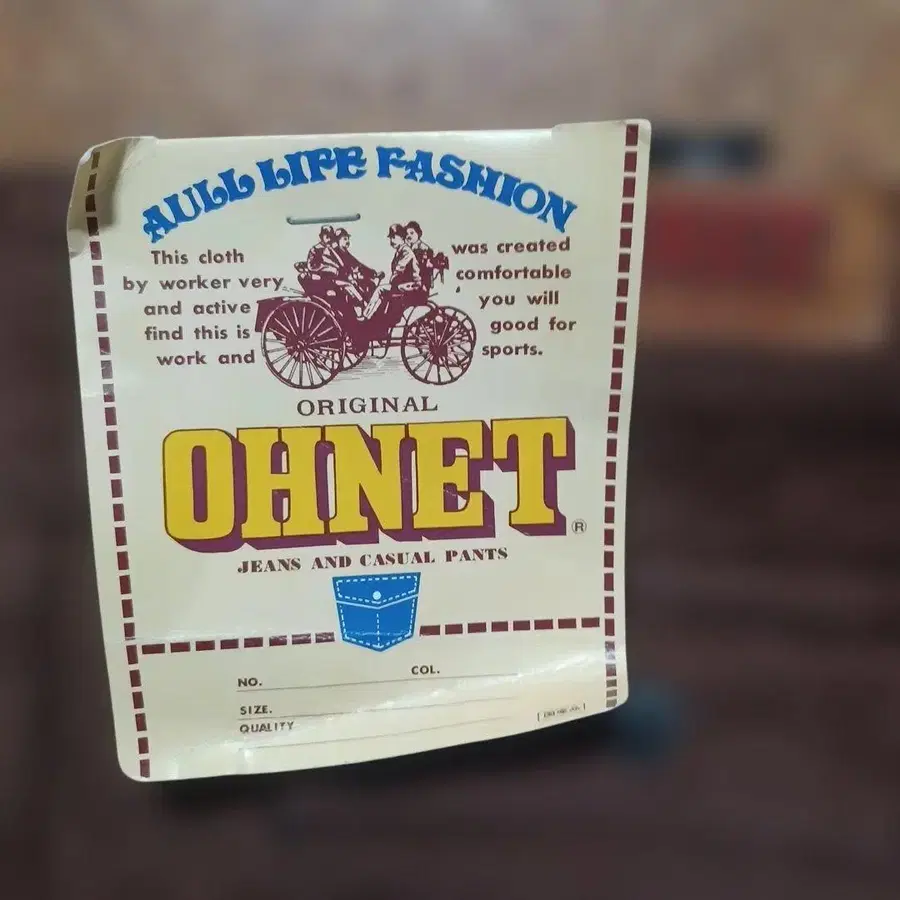 AULL LIFE FASHION
This cloth was created
by worker very comfortable
and active you will
find this is good for
work and sports.
ORIGINAL
OHNET ®
JEANS AND CASUAL PANTS
NO. COL.
SIZE.
QUALITY